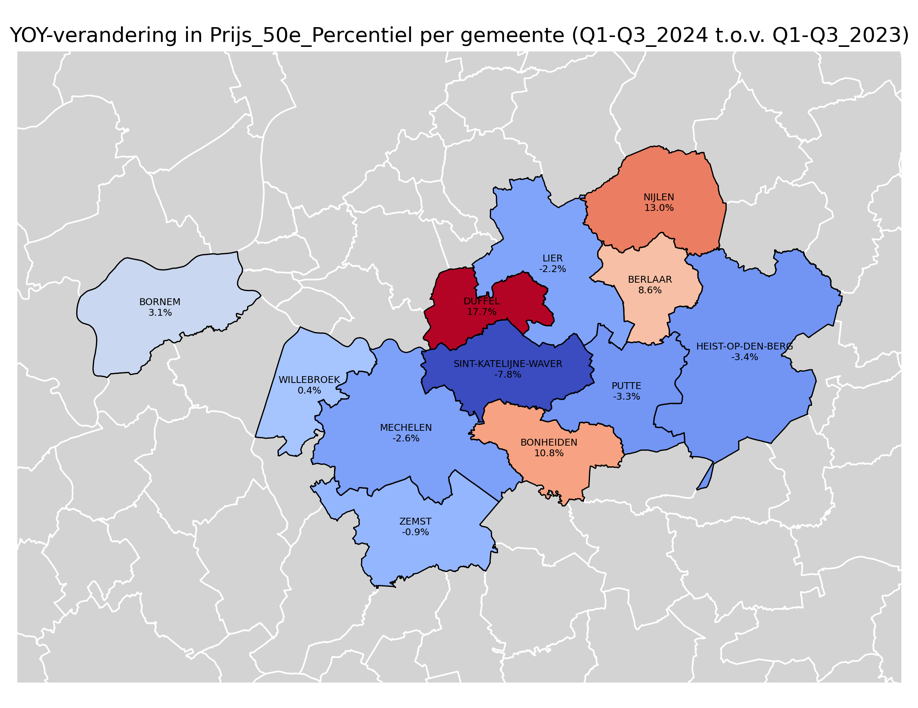 YOY-verandering in Prijs_50e_Percentiel per gemeente (Q1-Q3_2024 t.o.v. Q1-Q3_2023)
NIJLEN
13.0%
LIER
-2.2%
BERLAAR
8.6%
BORNEM
3.1%
DUFFEL
17.7%
HEIST-OP-DEN-BERG
-3.4%
SINT-KATELIJNE-WAVER
-7.8%
WILLEBROEK
0.4%
PUTTE
-3.3%
MECHELEN
-2.6%
BONHEIDEN
10.8%
ZEMST
-0.9%